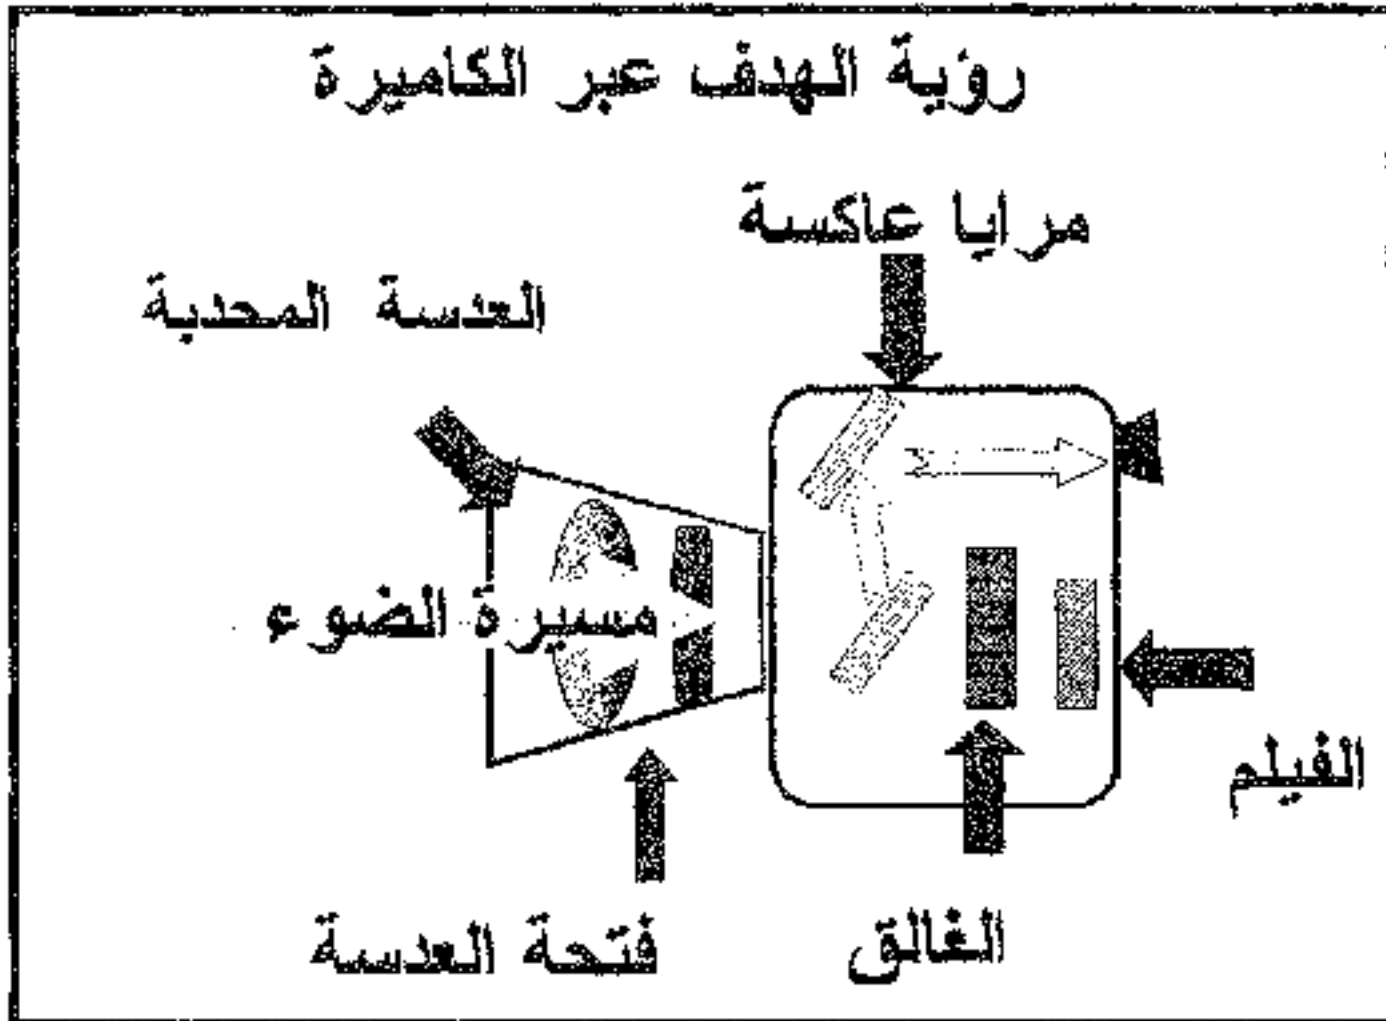 رؤية الهدف عبر الكاميرة
مرايا عاكسة
العدسة المحدبة
مسيرة الضوء
الفيلم
الغالق
فتحة العدسة